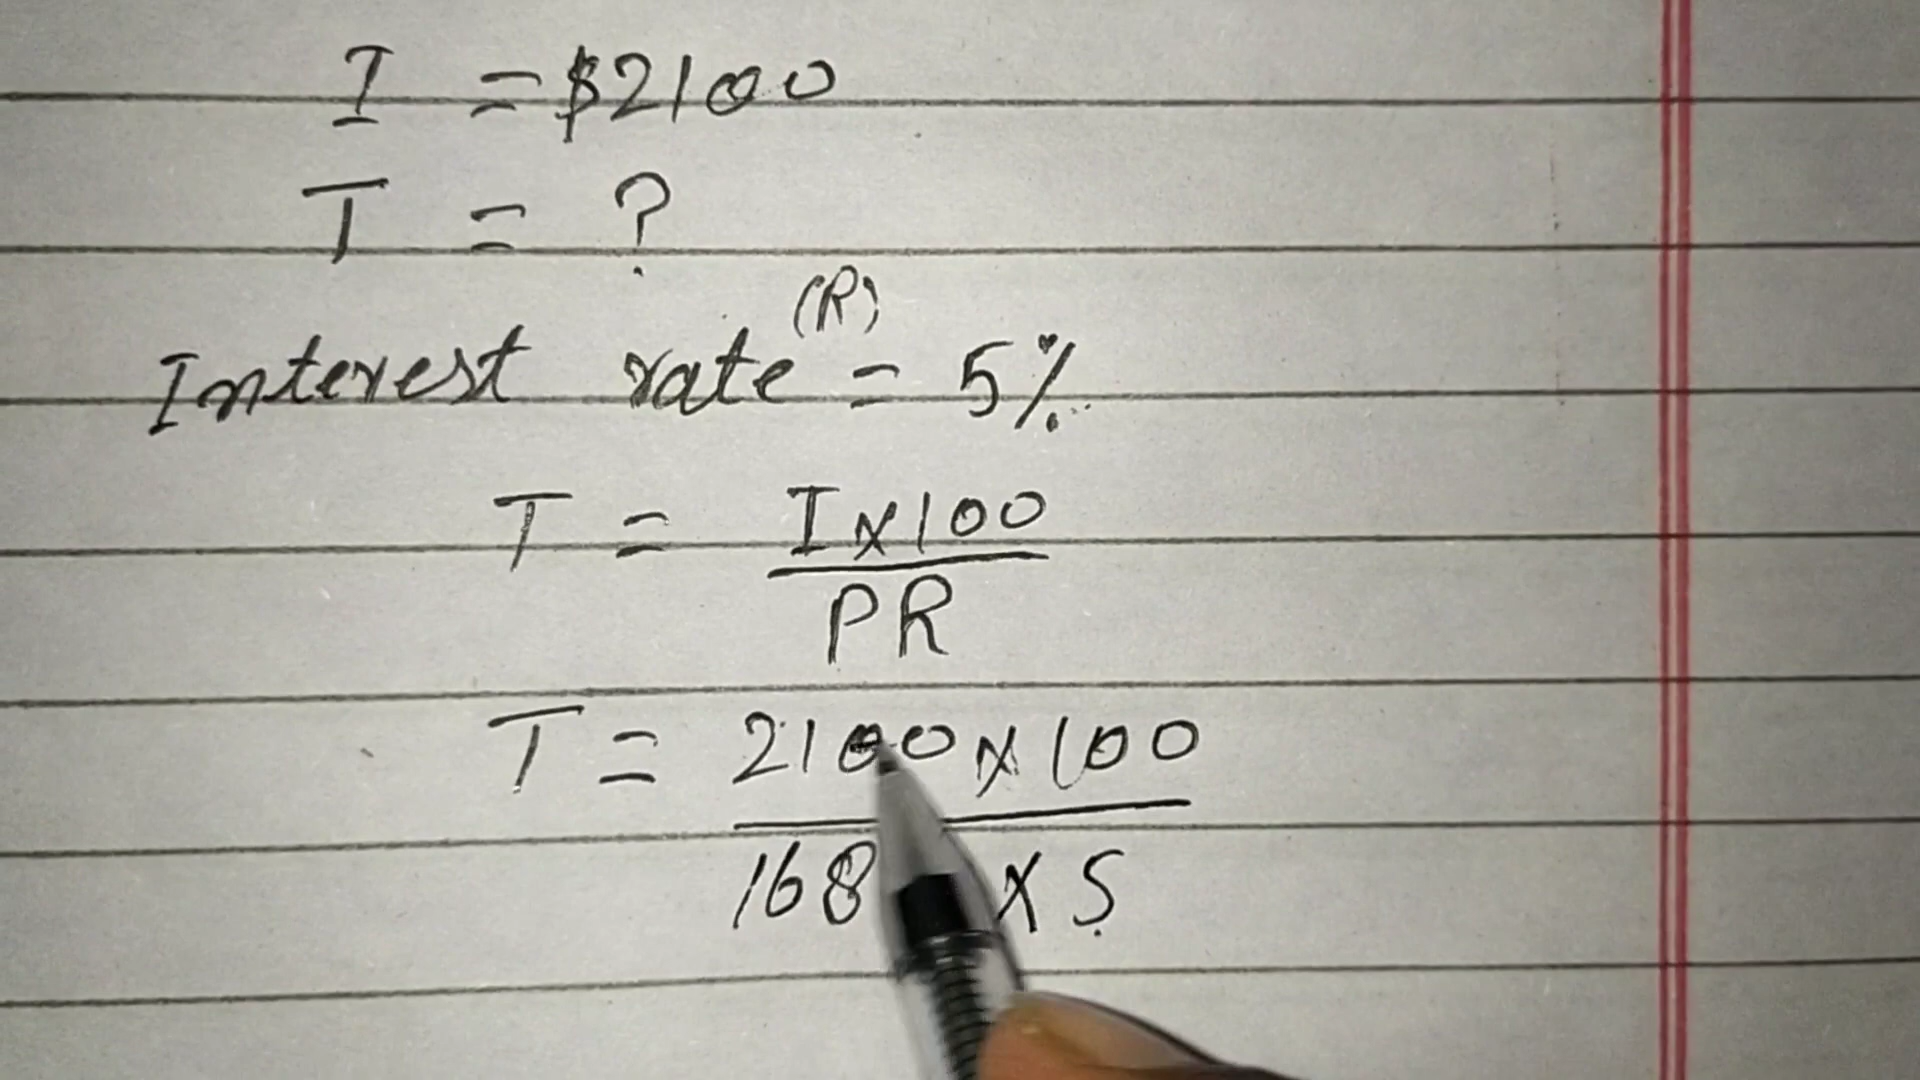 I = $2100
T = ?
Interest rate (R) = 5%
T = I×100
PR
T = 2100×100
168 × 5